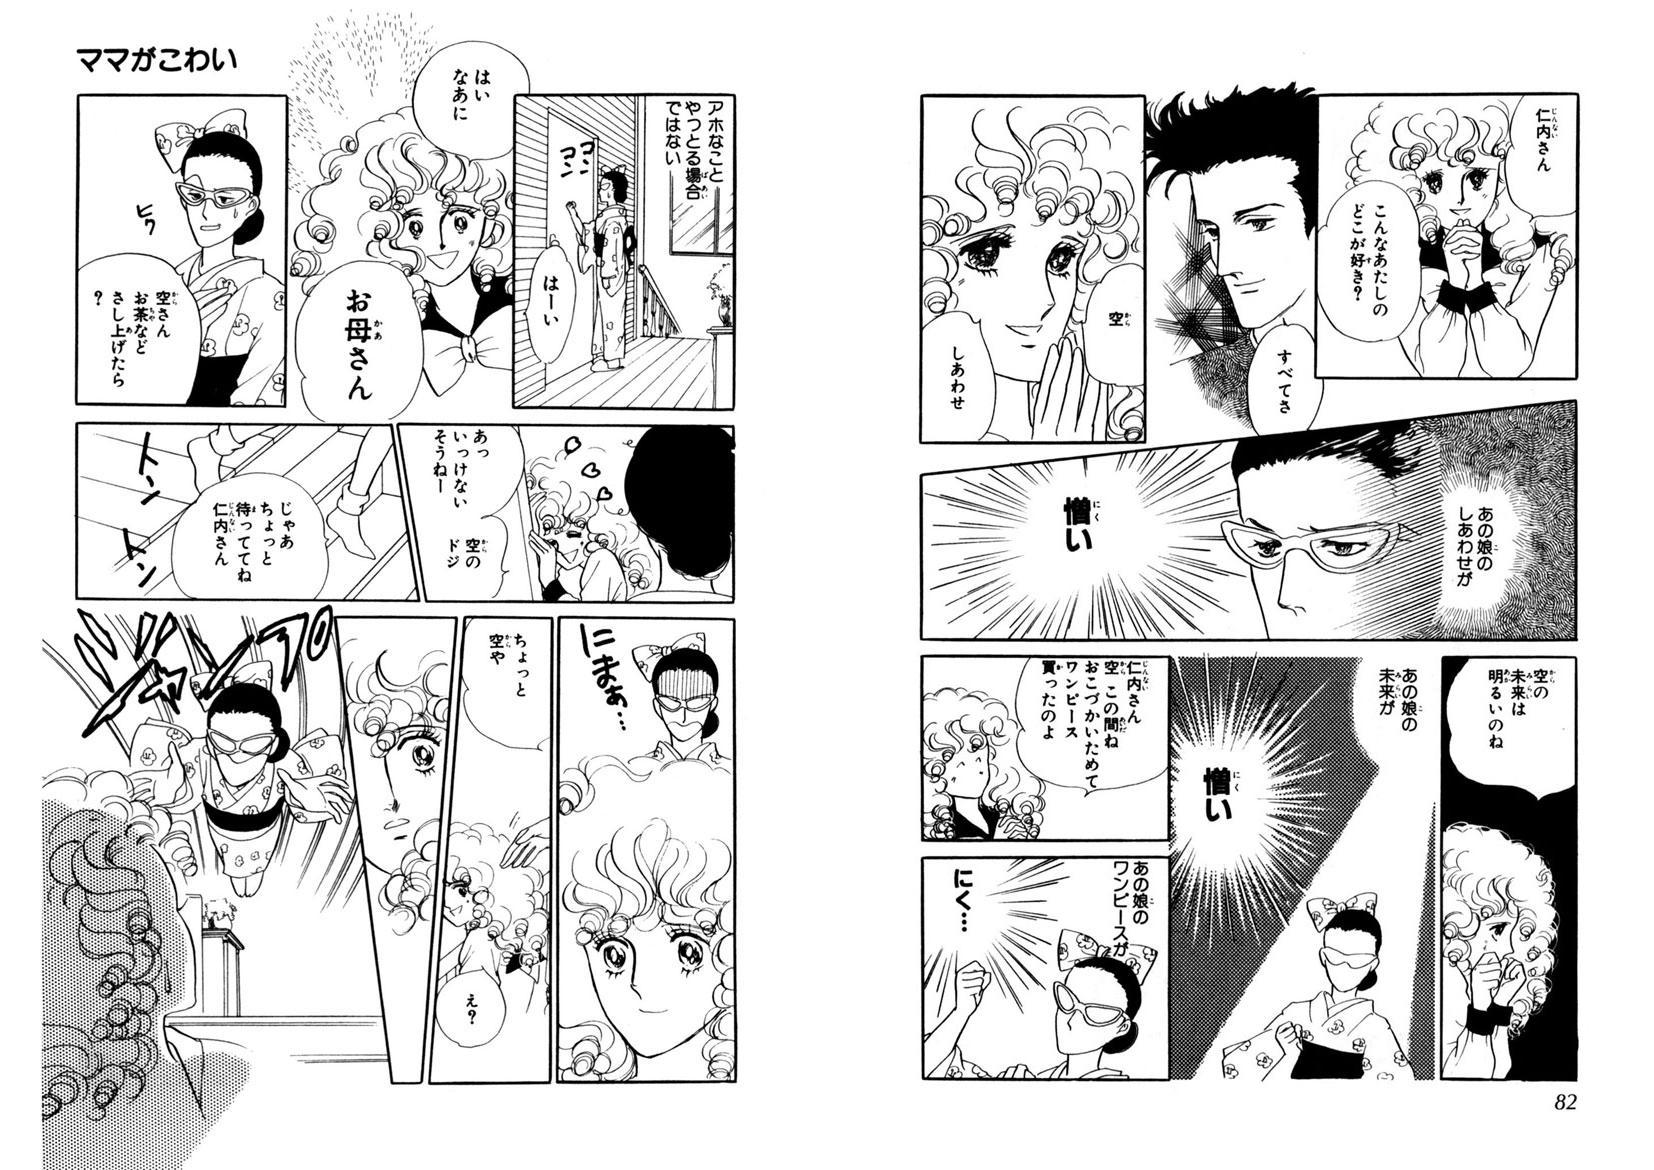 仁内さん
こんなあたしの
どこが好き?
すべてさ
空
しあわせ
あの娘の
しあわせが
憎い
空の
未来は
明るいのね
あの娘の
未来が
憎い
仁内さん
空 この間ね
おこづかいためて
ワンピース
買ったのよ
あの娘の
ワンピースが
にく…
82
ママがこわい
アホなこと
やっとる場合
ではない
コンコン
はーい
はい
なあに
お母さん
ヒク
空さん
お茶など
さし上げたら
?
あっ
いっけない
そうねー
空の
ドジ
じゃあ
ちょっと
待っててね
仁内さん
トン
トン
にまぁ…
ちょっと
空や
え?
ジャンプ